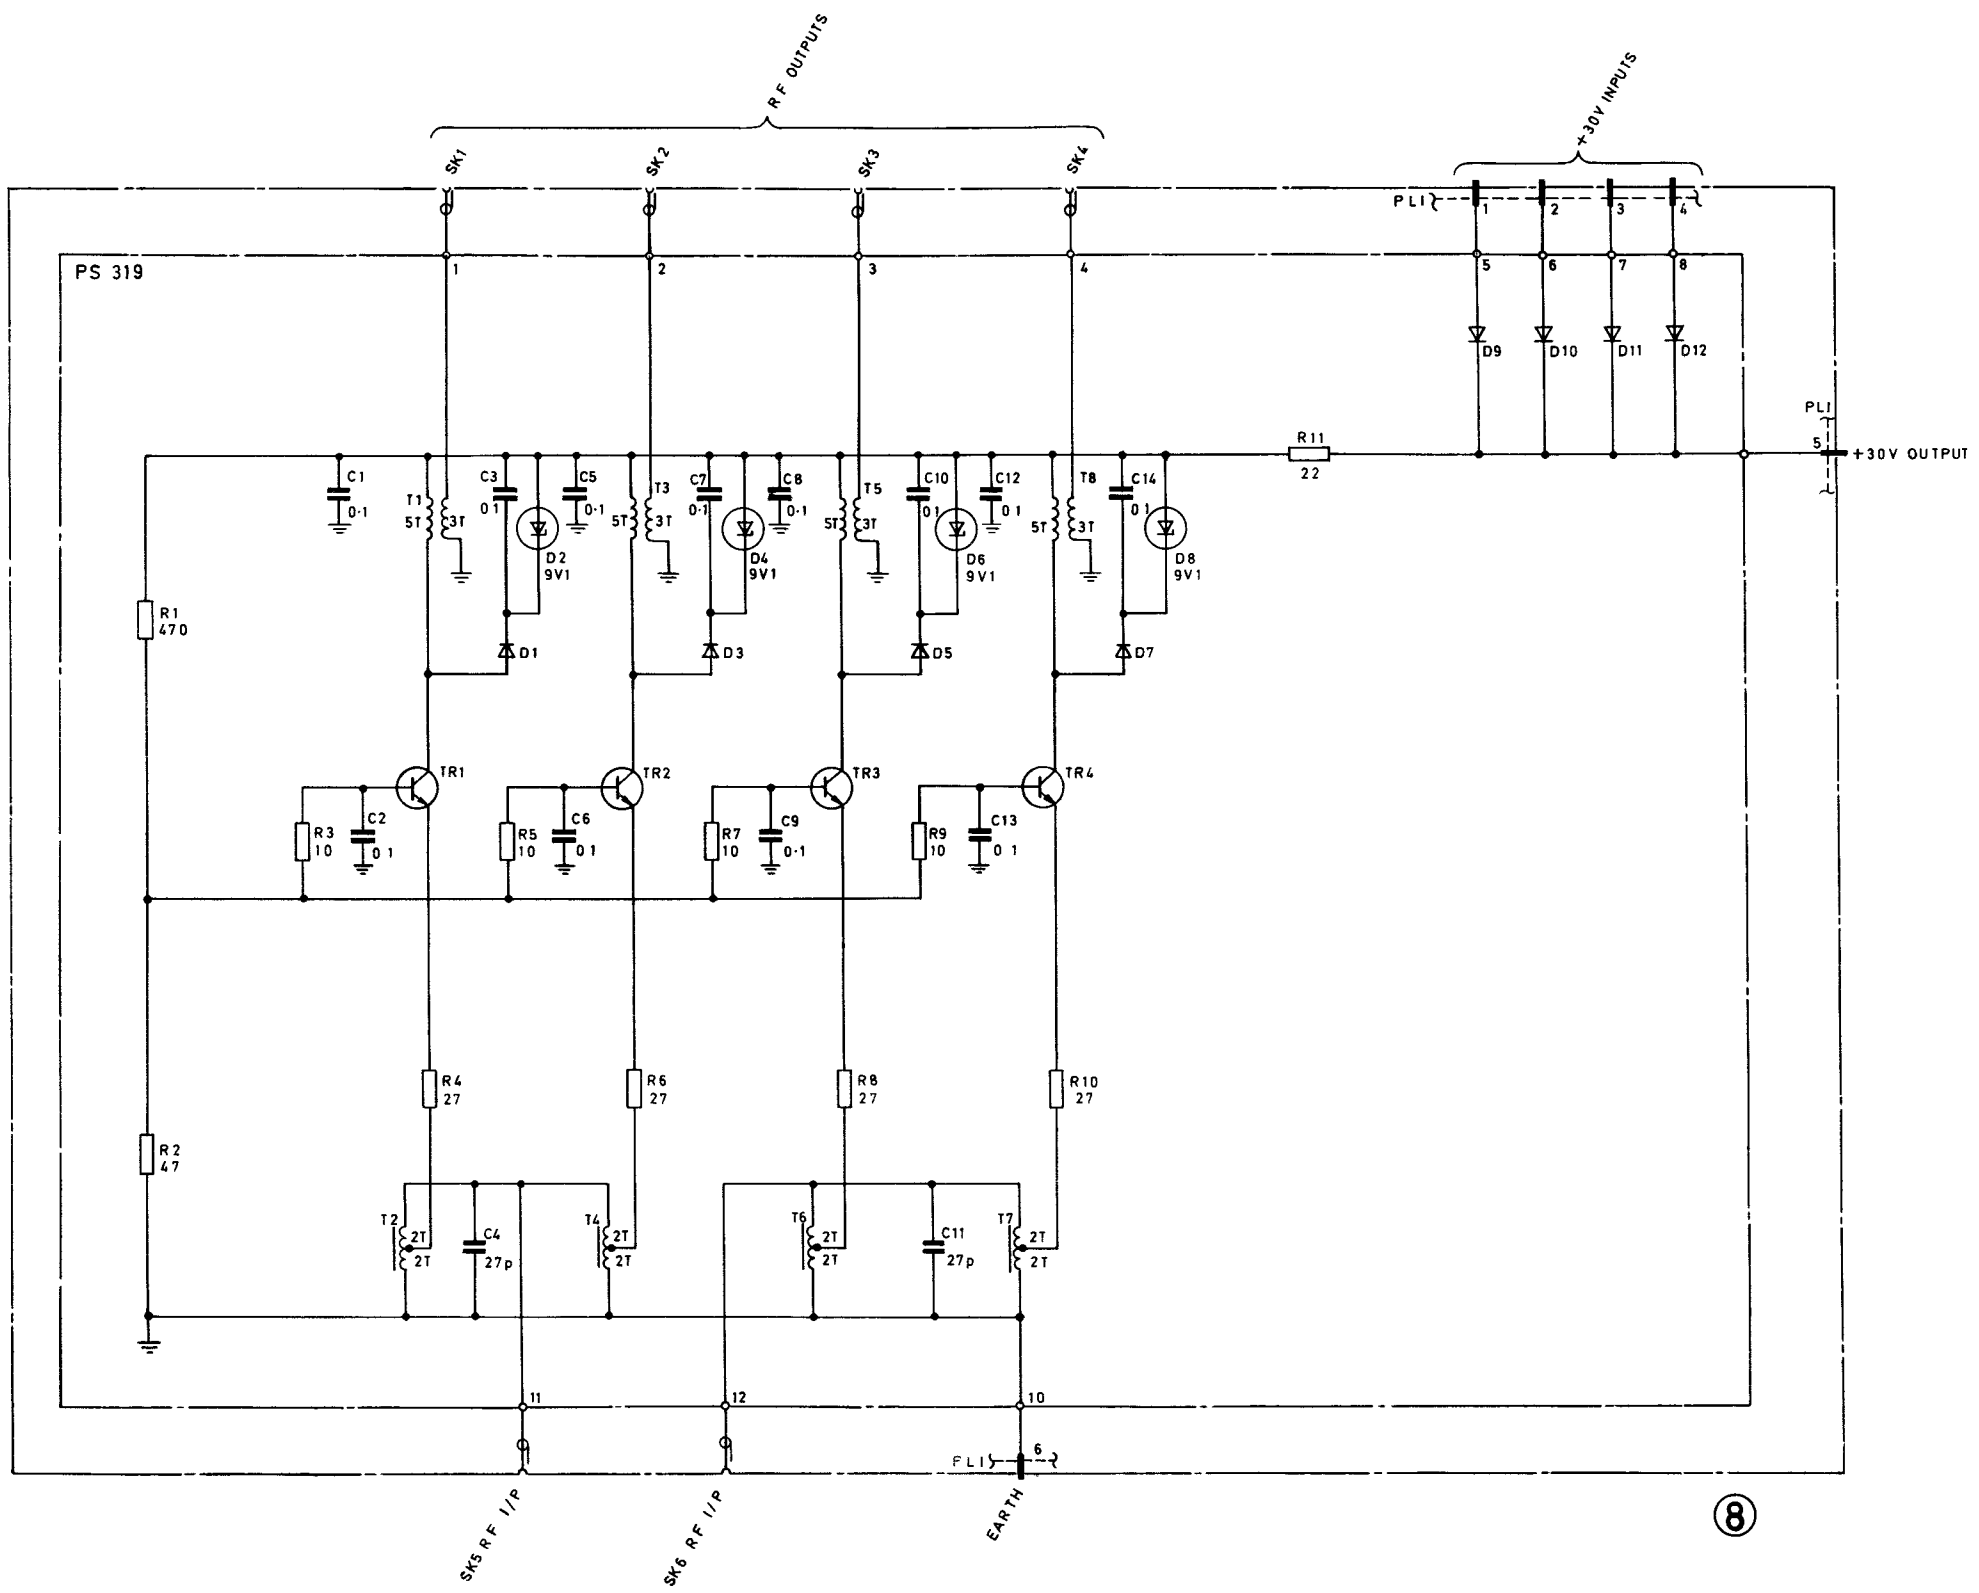 RF OUTPUTS
+30V INPUTS
SK1
SK2
SK3
SK4
PL1
1
2
3
4
PS 319
1
2
3
4
5
6
7
8
D9
D10
D11
D12
PL1
5
+30V OUTPUT
R11
22
C1
0·1
T1
5T
3T
C3
0 1
C5
0·1
D2
9V1
T3
5T
3T
C7
0·1
C8
0·1
D4
9V1
T5
5T
3T
C10
0 1
C12
0 1
D6
9V1
T8
5T
3T
C14
0 1
D8
9V1
R1
470
D1
D3
D5
D7
TR1
TR2
TR3
TR4
R3
10
C2
0 1
R5
10
C6
0 1
R7
10
C9
0·1
R9
10
C13
0 1
R4
27
R6
27
R8
27
R10
27
R2
47
T2
2T
2T
C4
27p
T4
2T
2T
T6
2T
2T
C11
27p
T7
2T
2T
11
12
10
PL1
6
SK5 RF I/P
SK6 RF I/P
EARTH
8